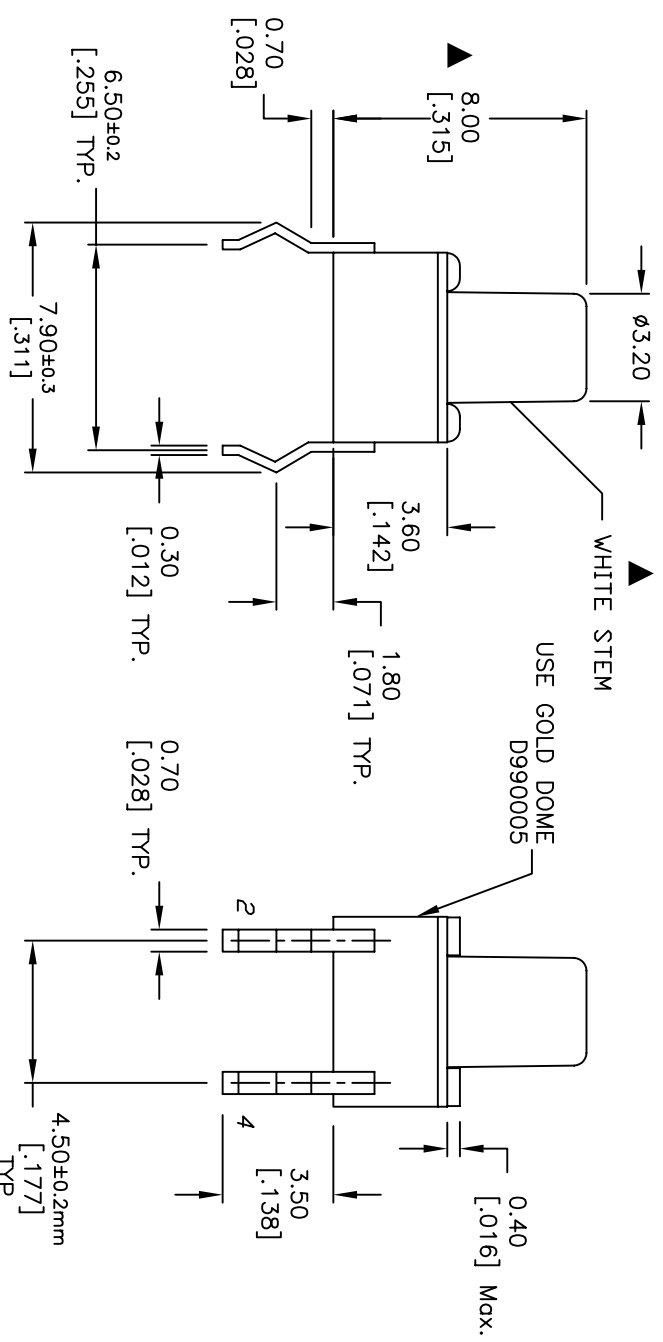 0.70
[.028]
8.00
[.315]
ø3.20
WHITE STEM
6.50±0.2
[.255] TYP.
7.90±0.3
[.311]
3.60
[.142]
0.30
[.012] TYP.
1.80
[.071] TYP.
USE GOLD DOME
D990005
0.70
[.028] TYP.
2
4
3.50
[.138]
0.40
[.016] Max.
4.50±0.2mm
[.177]
TYP